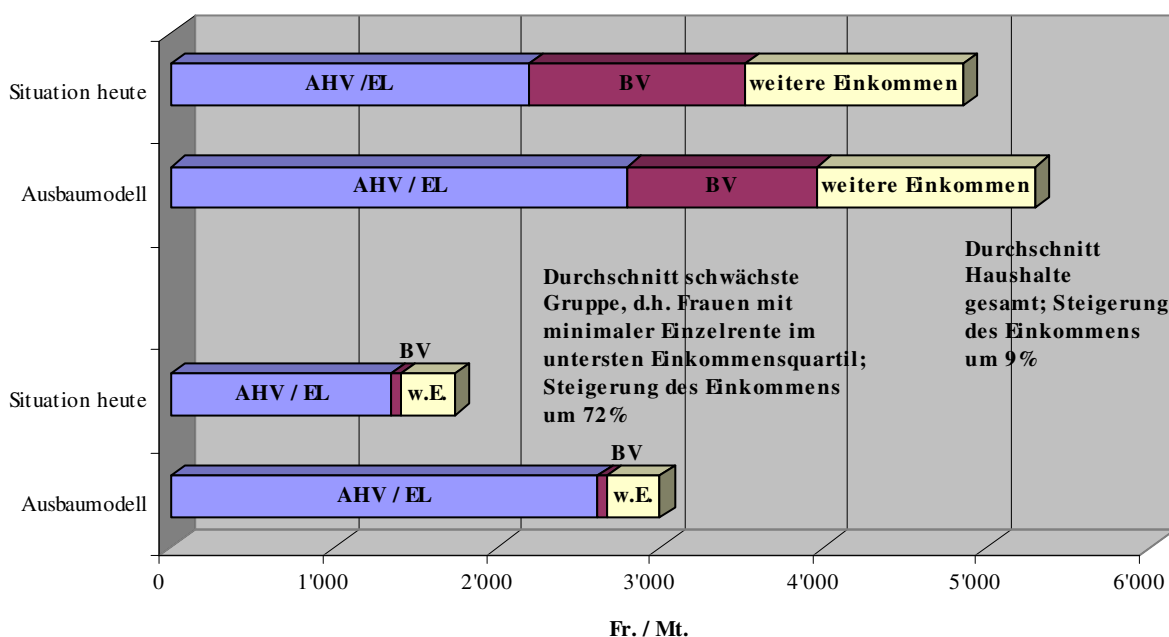 Situation heute
AHV /EL
BV
weitere Einkommen
Ausbaumodell
AHV / EL
BV
weitere Einkommen
Durchschnitt schwächste
Gruppe, d.h. Frauen mit
minimaler Einzelrente im
untersten Einkommensquartil;
Steigerung des Einkommens
um 72%
Durchschnitt
Haushalte
gesamt; Steigerung
des Einkommens
um 9%
Situation heute
AHV / EL
BV
w.E.
Ausbaumodell
AHV / EL
BV
w.E.
0
1'000
2'000
3'000
4'000
5'000
6'000
Fr. / Mt.